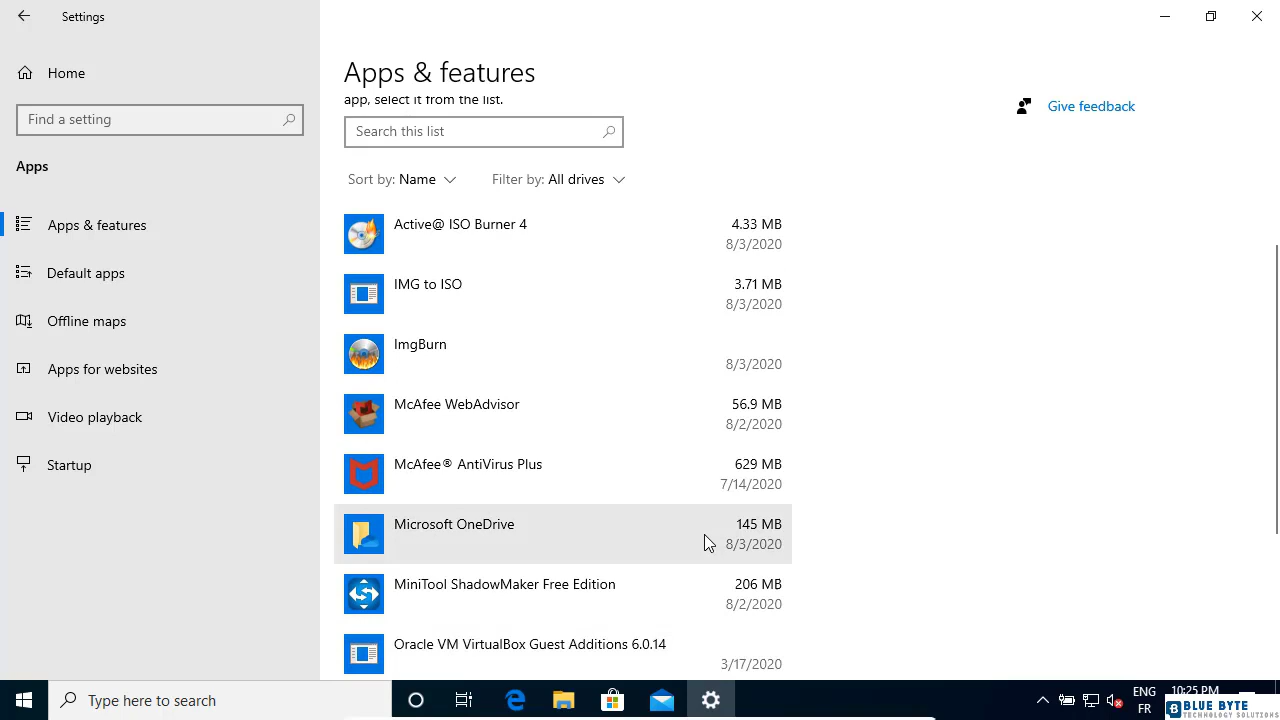 Settings
Home
Find a setting
Apps
Apps & features
Default apps
Offline maps
Apps for websites
Video playback
Startup
Apps & features
app, select it from the list.
Search this list
Sort by: Name
Filter by: All drives
Give feedback
Active@ ISO Burner 4
4.33 MB
8/3/2020
IMG to ISO
3.71 MB
8/3/2020
ImgBurn
8/3/2020
McAfee WebAdvisor
56.9 MB
8/2/2020
McAfee® AntiVirus Plus
629 MB
7/14/2020
Microsoft OneDrive
145 MB
8/3/2020
MiniTool ShadowMaker Free Edition
206 MB
8/2/2020
Oracle VM VirtualBox Guest Additions 6.0.14
3/17/2020
Type here to search
ENG
FR
10:25 PM
BLUE BYTE
TECHNOLOGY SOLUTIONS